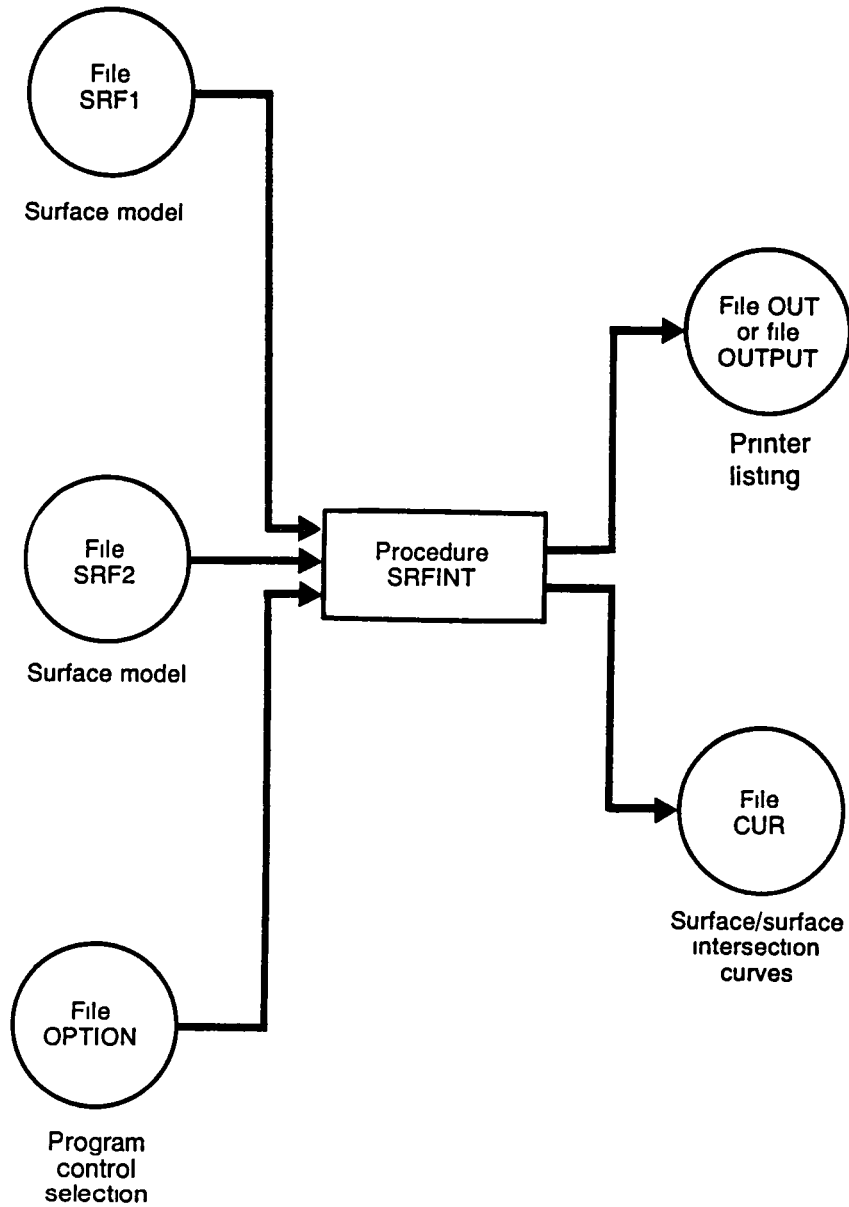 File
SRF1
Surface model
File OUT
or file
OUTPUT
Printer
listing
File
SRF2
Surface model
Procedure
SRFINT
File
CUR
Surface/surface
intersection
curves
File
OPTION
Program
control
selection